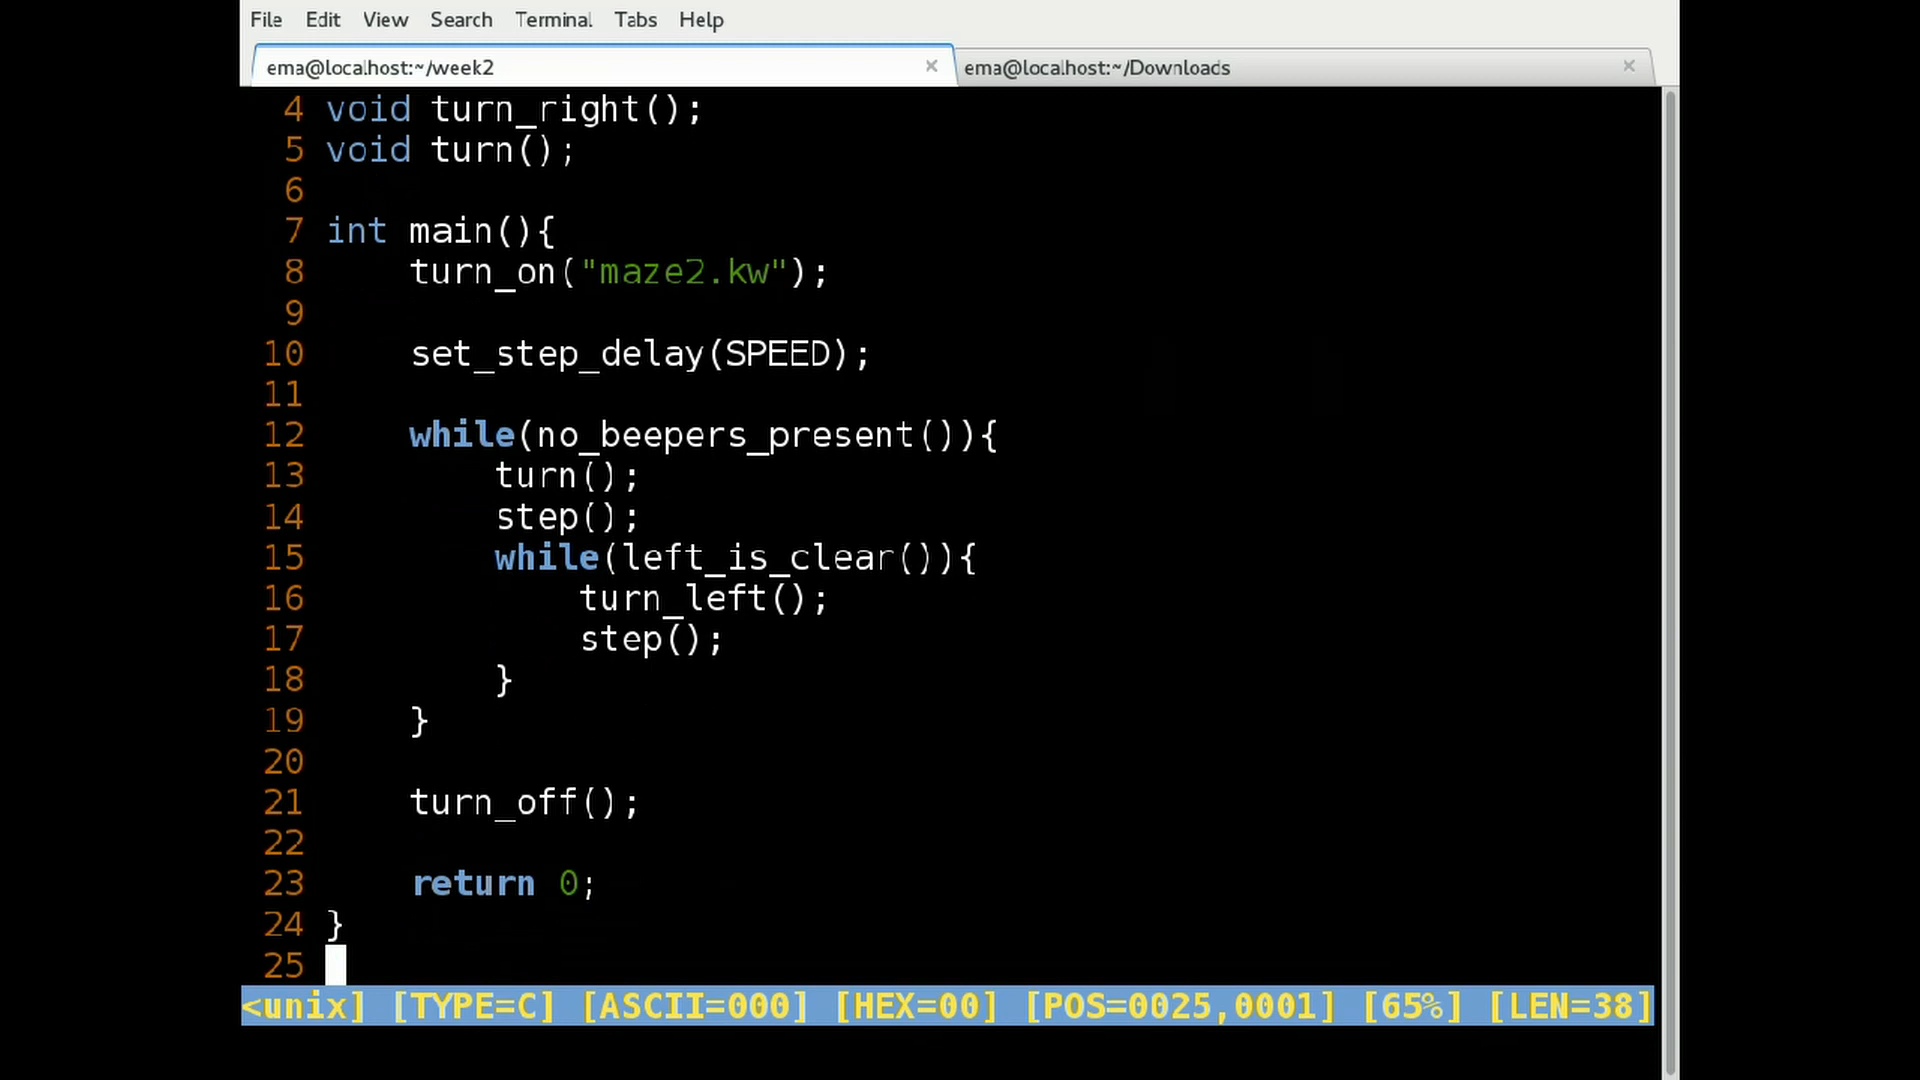 File Edit View Search Terminal Tabs Help
ema@localhost:~/week2 × ema@localhost:~/Downloads ×
4 void turn_right();
5 void turn();
6
7 int main(){
8     turn_on("maze2.kw");
9
10     set_step_delay(SPEED);
11
12     while(no_beepers_present()){
13         turn();
14         step();
15         while(left_is_clear()){
16             turn_left();
17             step();
18         }
19     }
20
21     turn_off();
22
23     return 0;
24 }
25
<unix] [TYPE=C] [ASCII=000] [HEX=00] [POS=0025,0001] [65%] [LEN=38]